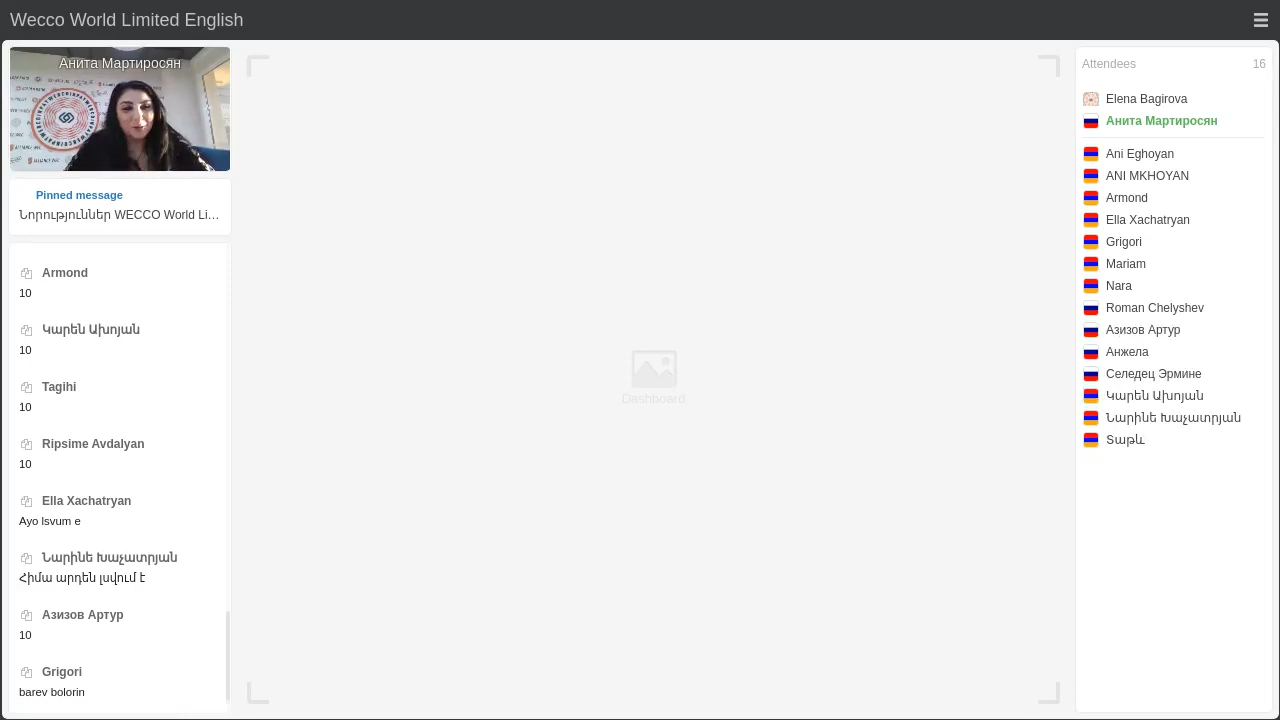 Wecco World Limited English
Анита Мартиросян
Pinned message
Նորություններ WECCO World Li…
Armond
10
Կարեն Ախոյան
10
Tagihi
10
Ripsime Avdalyan
10
Ella Xachatryan
Ayo lsvum e
Նարինե Խաչատրյան
Հիմա արդեն լսվում է
Азизов Артур
10
Grigori
barev bolorin
Dashboard
Attendees 16
Elena Bagirova
Анита Мартиросян
Ani Eghoyan
ANI MKHOYAN
Armond
Ella Xachatryan
Grigori
Mariam
Nara
Roman Chelyshev
Азизов Артур
Анжела
Селедец Эрмине
Կարեն Ախոյան
Նարինե Խաչատրյան
Տաթև